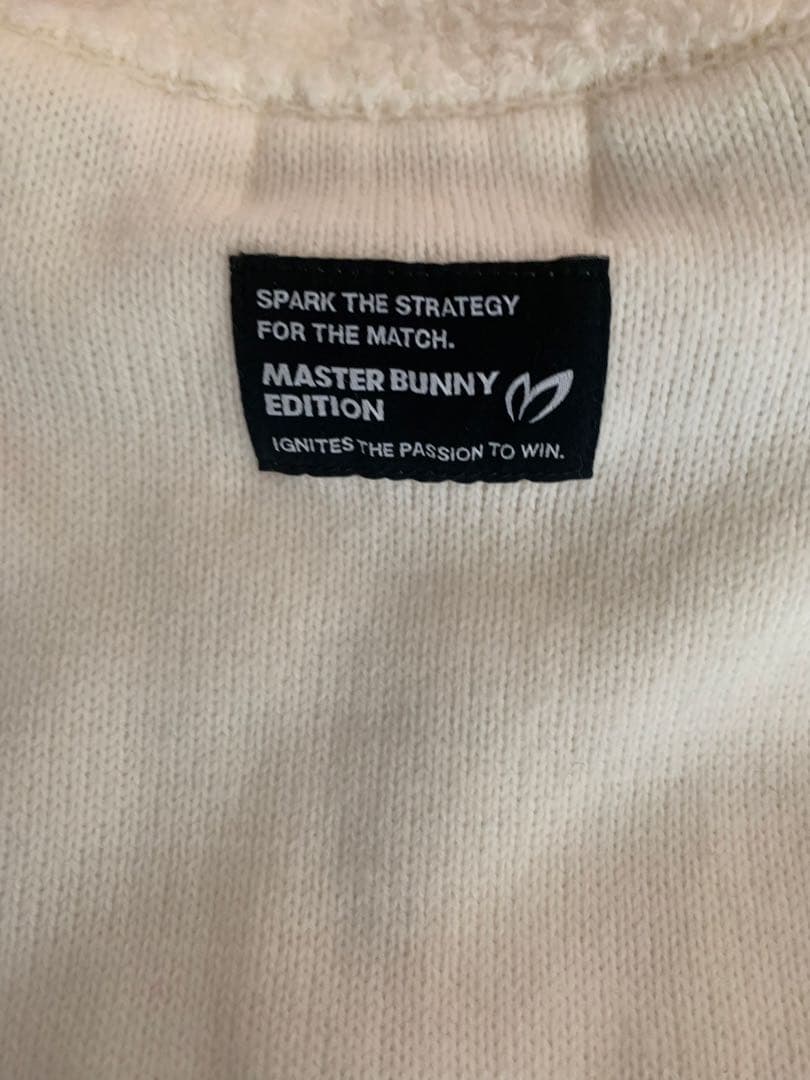 SPARK THE STRATEGY
FOR THE MATCH.
MASTER BUNNY
EDITION
IGNITES THE PASSION TO WIN.